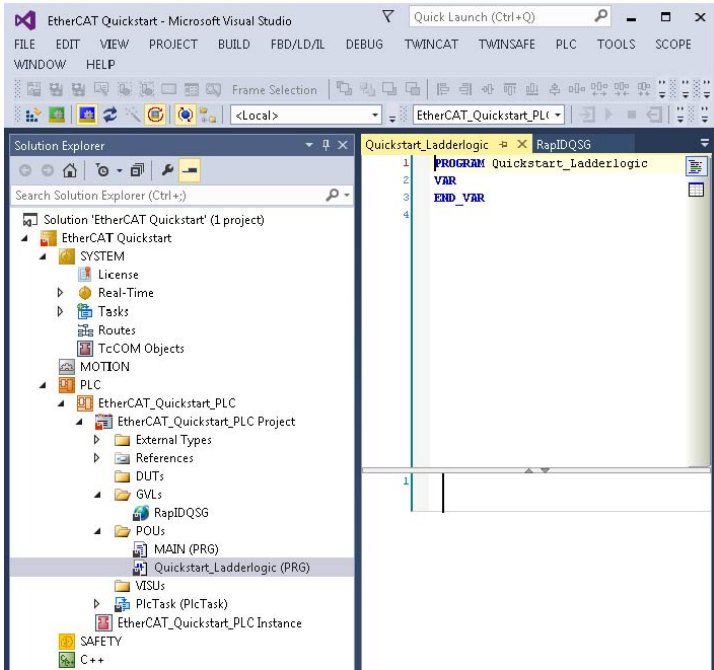 EtherCAT Quickstart - Microsoft Visual Studio
Quick Launch (Ctrl+Q)
FILE EDIT VIEW PROJECT BUILD FBD/LD/IL DEBUG TWINCAT TWINSAFE PLC TOOLS SCOPE
WINDOW HELP
Frame Selection
<Local>
EtherCAT_Quickstart_PLC
Solution Explorer
Search Solution Explorer (Ctrl+;)
Solution 'EtherCAT Quickstart' (1 project)
EtherCAT Quickstart
SYSTEM
License
Real-Time
Tasks
Routes
TcCOM Objects
MOTION
PLC
EtherCAT_Quickstart_PLC
EtherCAT_Quickstart_PLC Project
External Types
References
DUTs
GVLs
RapIDQSG
POUs
MAIN (PRG)
Quickstart_Ladderlogic (PRG)
VISUs
PlcTask (PlcTask)
EtherCAT_Quickstart_PLC Instance
SAFETY
C++
Quickstart_Ladderlogic
RapIDQSG
1 PROGRAM Quickstart_Ladderlogic
2 VAR
3 END_VAR
4
1